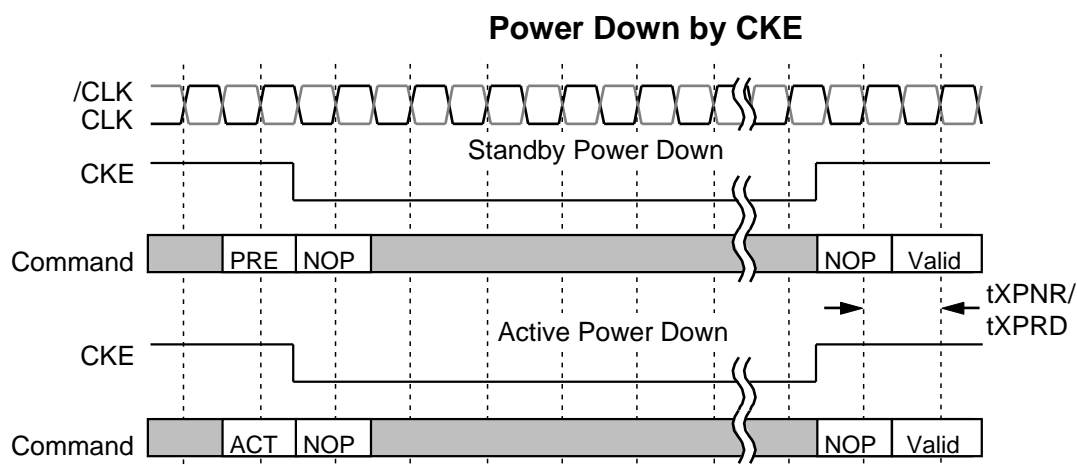 Power Down by CKE
/CLK
CLK
Standby Power Down
CKE
Command PRE NOP NOP Valid
tXPNR/
tXPRD
Active Power Down
CKE
Command ACT NOP NOP Valid